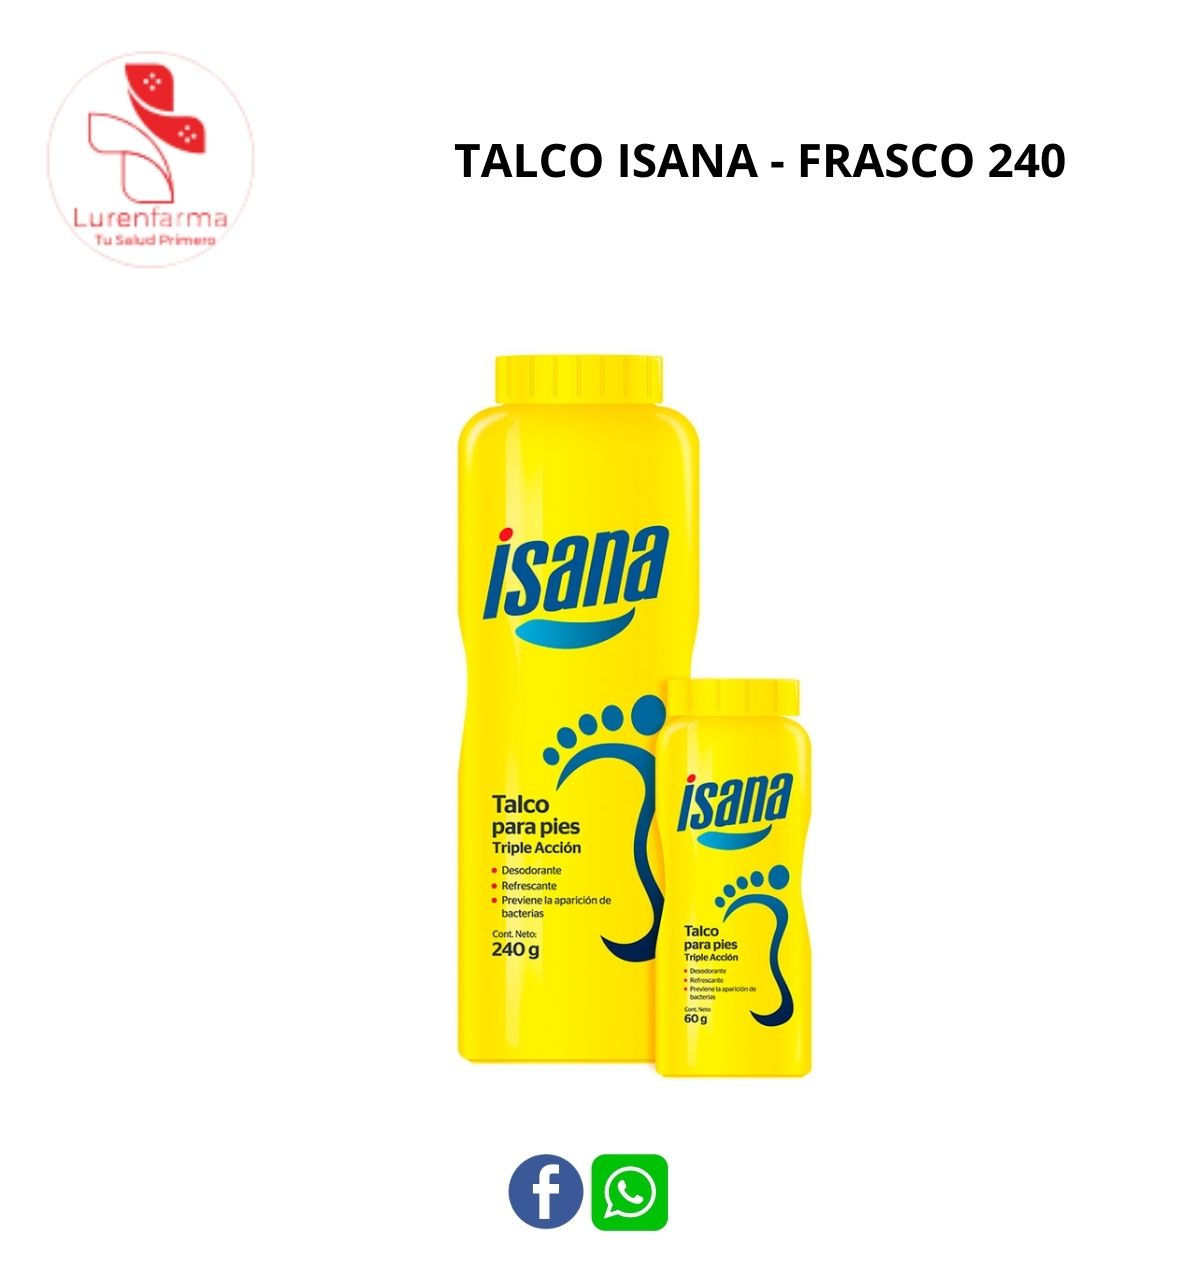 Lurenfarma
Tu Salud Primero
TALCO ISANA - FRASCO 240
isana
Talco
para pies
Triple Acción
• Desodorante
• Refrescante
• Previene la aparición de
bacterias
Cont. Neto:
240 g
isana
Talco
para pies
Triple Acción
• Desodorante
• Refrescante
• Previene la aparición de
bacterias
Cont. Neto:
60 g